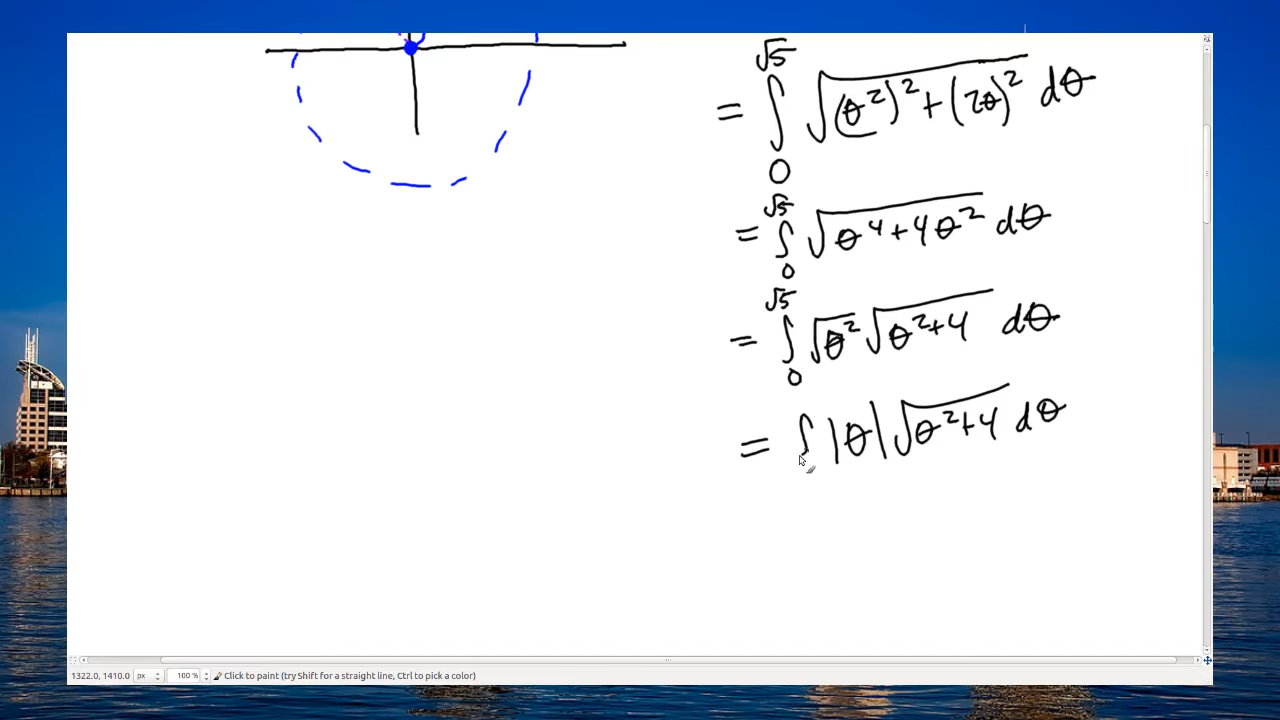 = ∫₀^√5 √((θ²)² + (2θ)²) dθ
= ∫₀^√5 √(θ⁴ + 4θ²) dθ
= ∫₀^√5 √θ² √(θ²+4) dθ
= ∫ |θ| √(θ²+4) dθ
1322.0, 1410.0 px 100 % Click to paint (try Shift for a straight line, Ctrl to pick a color)